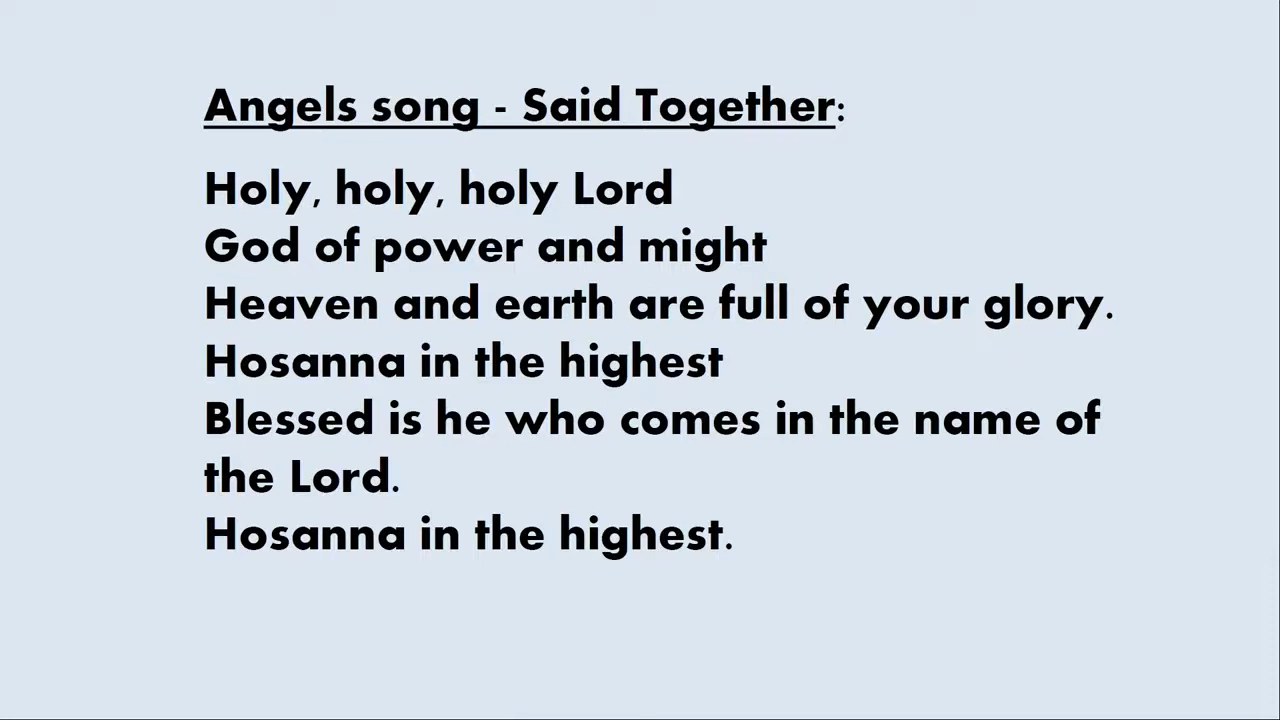 Angels song - Said Together:
Holy, holy, holy Lord
God of power and might
Heaven and earth are full of your glory.
Hosanna in the highest
Blessed is he who comes in the name of
the Lord.
Hosanna in the highest.